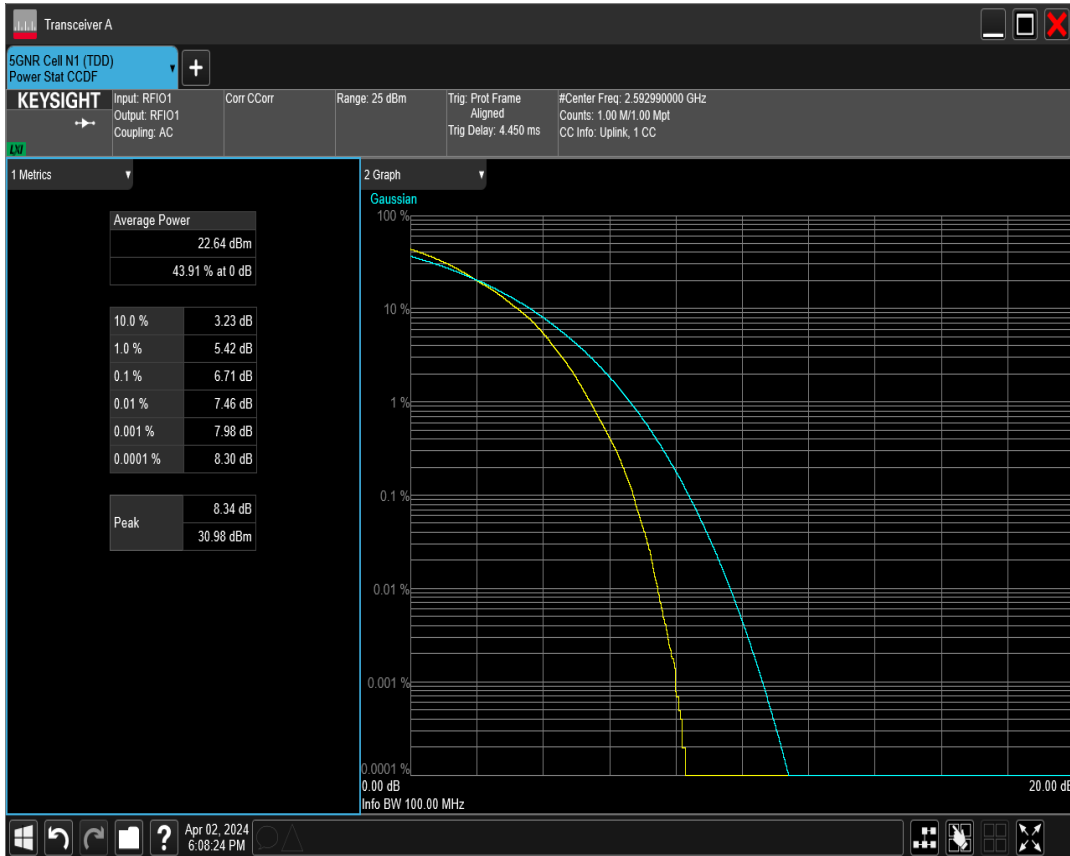 Transceiver A
5GNR Cell N1 (TDD)
Power Stat CCDF
+
KEYSIGHT
LXI
Input: RFIO1
Output: RFIO1
Coupling: AC
Corr CCorr
Range: 25 dBm
Trig: Prot Frame
Aligned
Trig Delay: 4.450 ms
#Center Freq: 2.592990000 GHz
Counts: 1.00 M/1.00 Mpt
CC Info: Uplink, 1 CC
1 Metrics
Average Power
22.64 dBm
43.91 % at 0 dB
10.0 % 3.23 dB
1.0 % 5.42 dB
0.1 % 6.71 dB
0.01 % 7.46 dB
0.001 % 7.98 dB
0.0001 % 8.30 dB
Peak 8.34 dB
30.98 dBm
2 Graph
Gaussian
100 %
10 %
1 %
0.1 %
0.01 %
0.001 %
0.0001 %
0.00 dB 20.00 dB
Info BW 100.00 MHz
?
Apr 02, 2024
6:08:24 PM